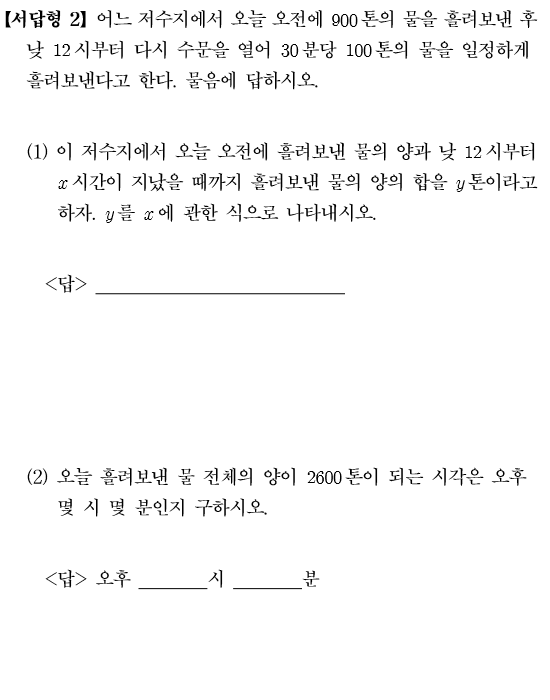 【서답형 2】 어느 저수지에서 오늘 오전에 900톤의 물을 흘려보낸 후
낮 12시부터 다시 수문을 열어 30분당 100톤의 물을 일정하게
흘려보낸다고 한다. 물음에 답하시오.
(1) 이 저수지에서 오늘 오전에 흘려보낸 물의 양과 낮 12시부터
x시간이 지났을 때까지 흘려보낸 물의 양의 합을 y톤이라고
하자. y를 x에 관한 식으로 나타내시오.
<답> ____________________
(2) 오늘 흘려보낸 물 전체의 양이 2600톤이 되는 시각은 오후
몇 시 몇 분인지 구하시오.
<답> 오후 ______시 ______분